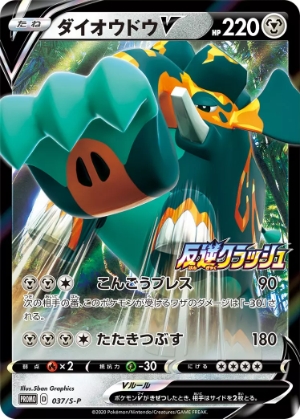 たね ダイオウドウV HP220
反逆クラッシュ
こんごうプレス 90
次の相手の番、このポケモンが受けるワザのダメージは「-30」される。
たたきつぶす 180
Illus.5ban Graphics
弱点 ×2 抵抗力 -30 にげる
PROMO D 037/S-P
Vルール
ポケモンVがきぜつしたとき、相手はサイドを2枚とる。
©2020 Pokémon/Nintendo/Creatures/GAME FREAK.